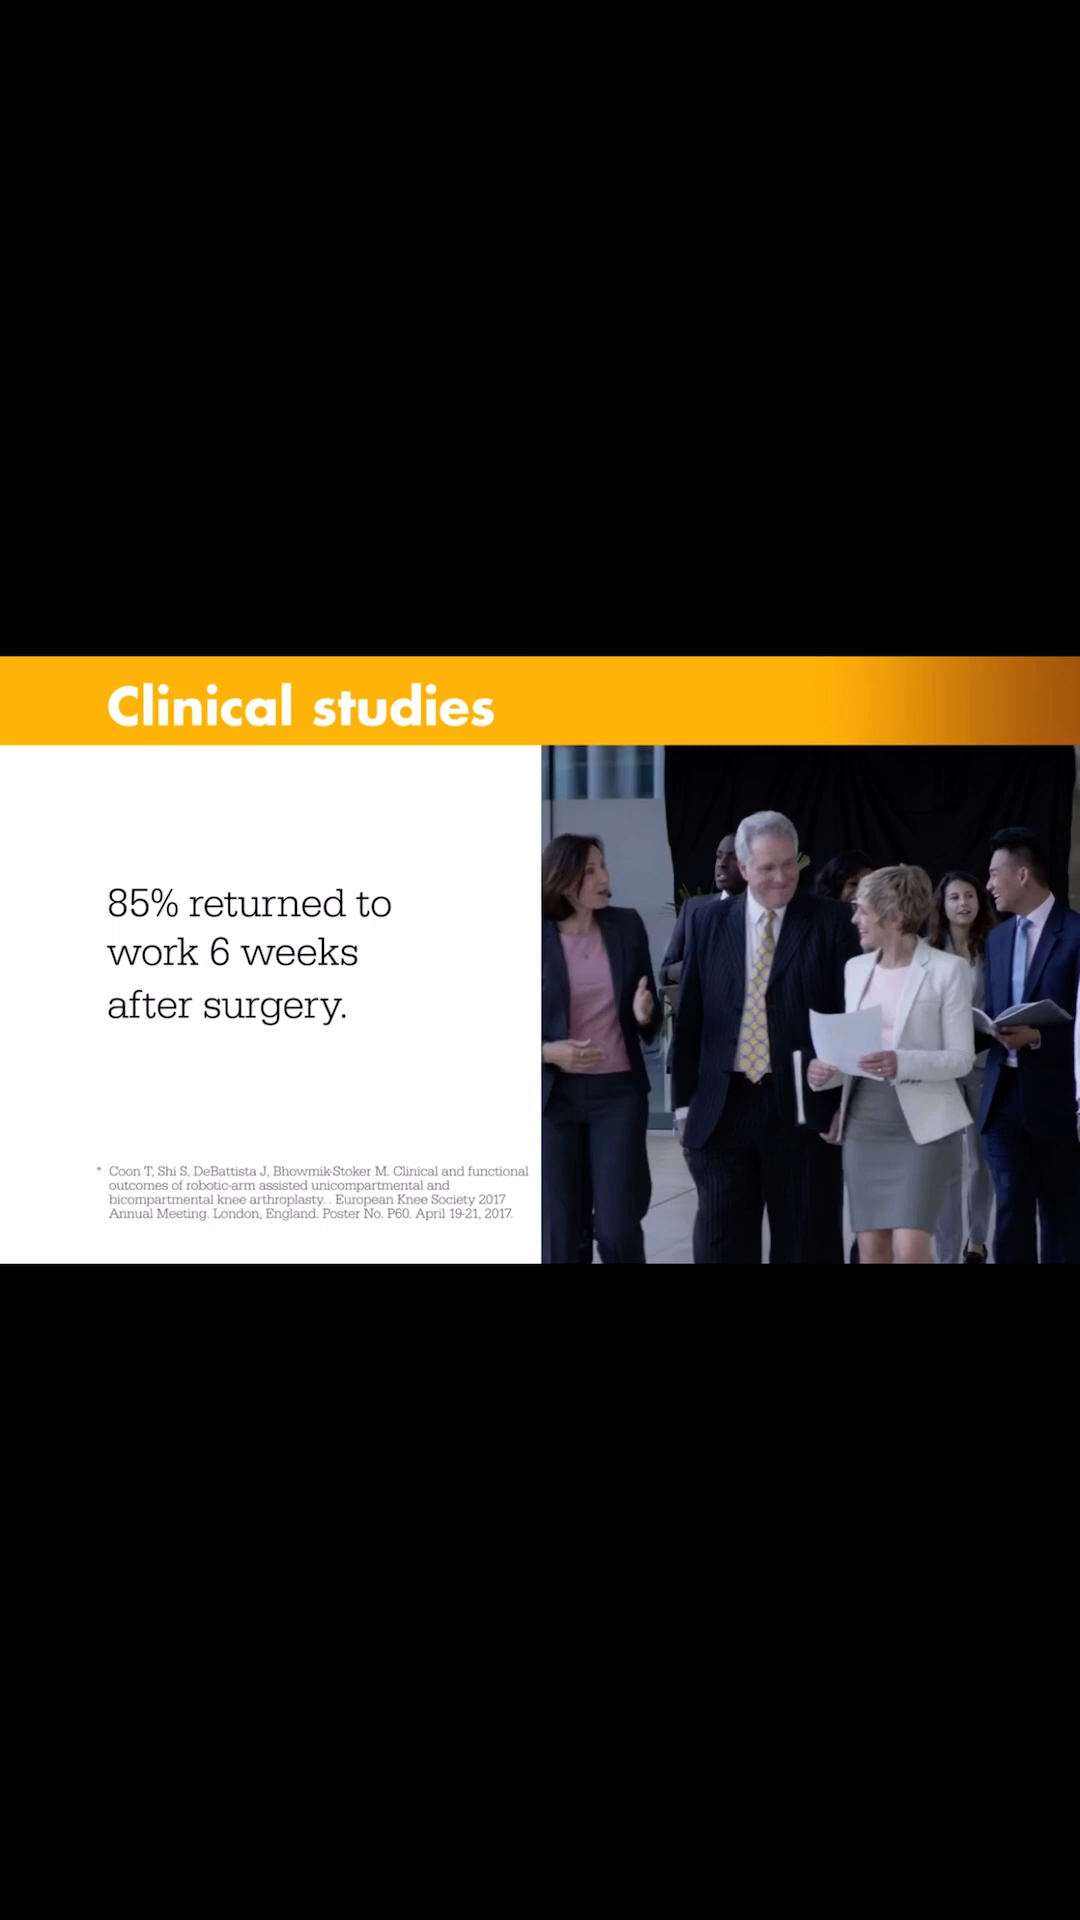 Clinical studies
85% returned to
work 6 weeks
after surgery.
* Coon T, Shi S, DeBattista J, Bhowmik-Stoker M. Clinical and functional
outcomes of robotic-arm assisted unicompartmental and
bicompartmental knee arthroplasty. . European Knee Society 2017
Annual Meeting. London, England. Poster No. P60. April 19-21, 2017.